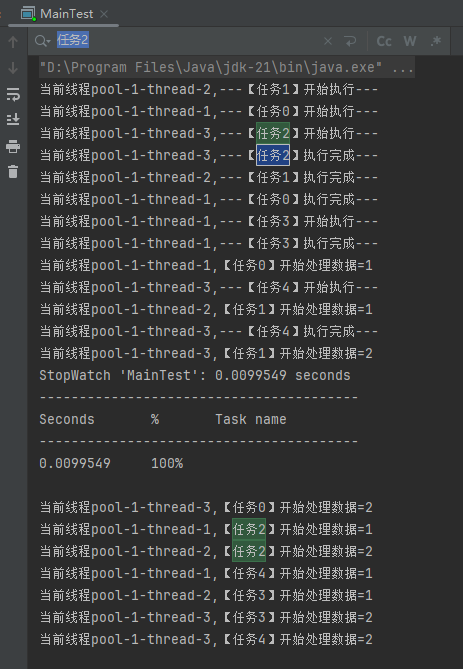 MainTest
任务2
Cc W .*
"D:\Program Files\Java\jdk-21\bin\java.exe" ...
当前线程pool-1-thread-2,---【任务1】开始执行---
当前线程pool-1-thread-1,---【任务0】开始执行---
当前线程pool-1-thread-3,---【任务2】开始执行---
当前线程pool-1-thread-3,---【任务2】执行完成---
当前线程pool-1-thread-2,---【任务1】执行完成---
当前线程pool-1-thread-1,---【任务0】执行完成---
当前线程pool-1-thread-1,---【任务3】开始执行---
当前线程pool-1-thread-1,---【任务3】执行完成---
当前线程pool-1-thread-1,【任务0】开始处理数据=1
当前线程pool-1-thread-3,---【任务4】开始执行---
当前线程pool-1-thread-2,【任务1】开始处理数据=1
当前线程pool-1-thread-3,---【任务4】执行完成---
当前线程pool-1-thread-3,【任务1】开始处理数据=2
StopWatch 'MainTest': 0.0099549 seconds
----------------------------------------
Seconds       %       Task name
----------------------------------------
0.0099549     100%
当前线程pool-1-thread-3,【任务0】开始处理数据=2
当前线程pool-1-thread-1,【任务2】开始处理数据=1
当前线程pool-1-thread-2,【任务2】开始处理数据=2
当前线程pool-1-thread-1,【任务4】开始处理数据=1
当前线程pool-1-thread-2,【任务3】开始处理数据=1
当前线程pool-1-thread-3,【任务3】开始处理数据=2
当前线程pool-1-thread-3,【任务4】开始处理数据=2